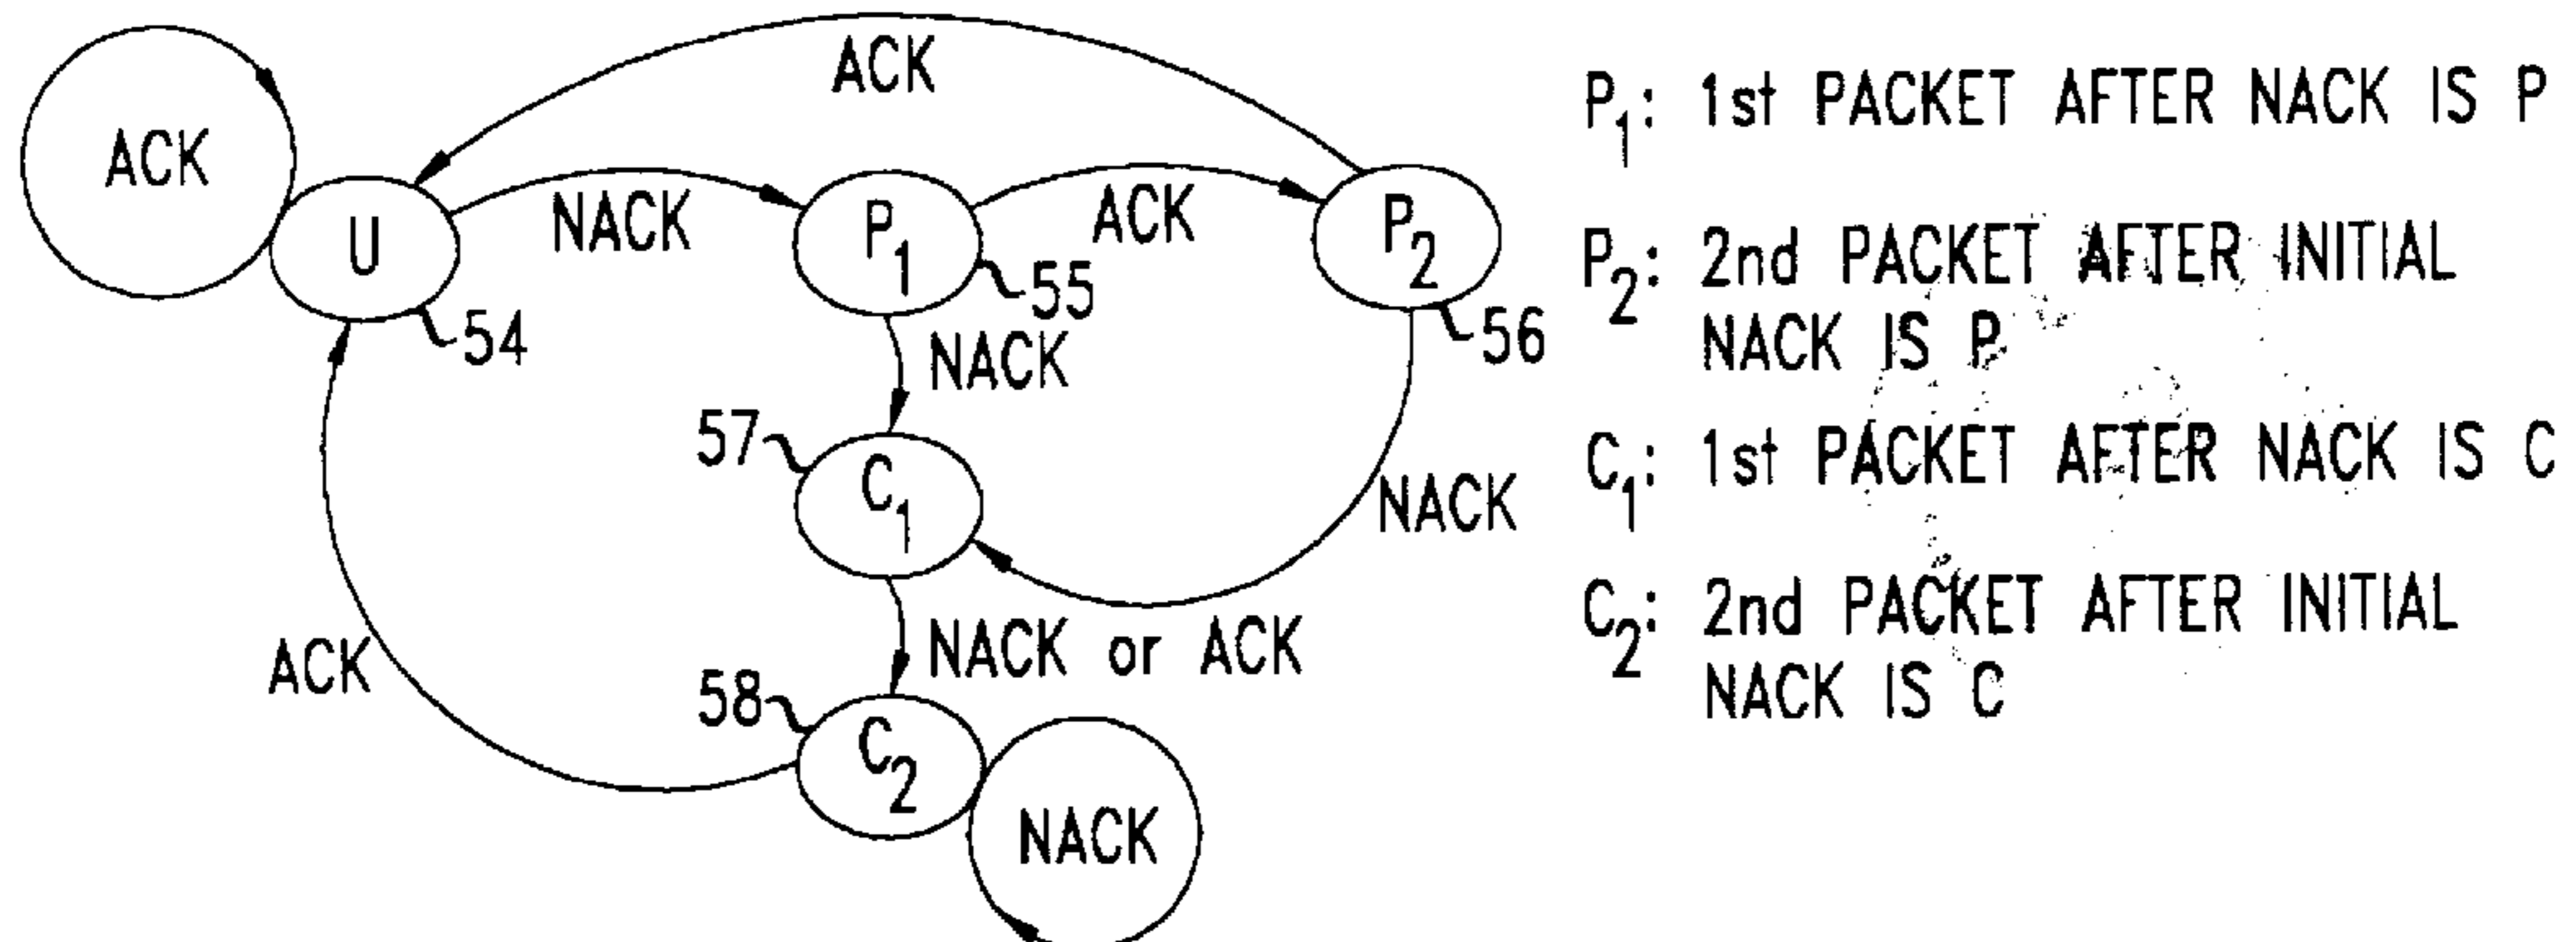 ACK
ACK
U
NACK
P1
ACK
P2
54
55
56
NACK
57
C1
NACK
NACK or ACK
ACK
58
C2
NACK
P1: 1st PACKET AFTER NACK IS P
P2: 2nd PACKET AFTER INITIAL
NACK IS P
C1: 1st PACKET AFTER NACK IS C
C2: 2nd PACKET AFTER INITIAL
NACK IS C